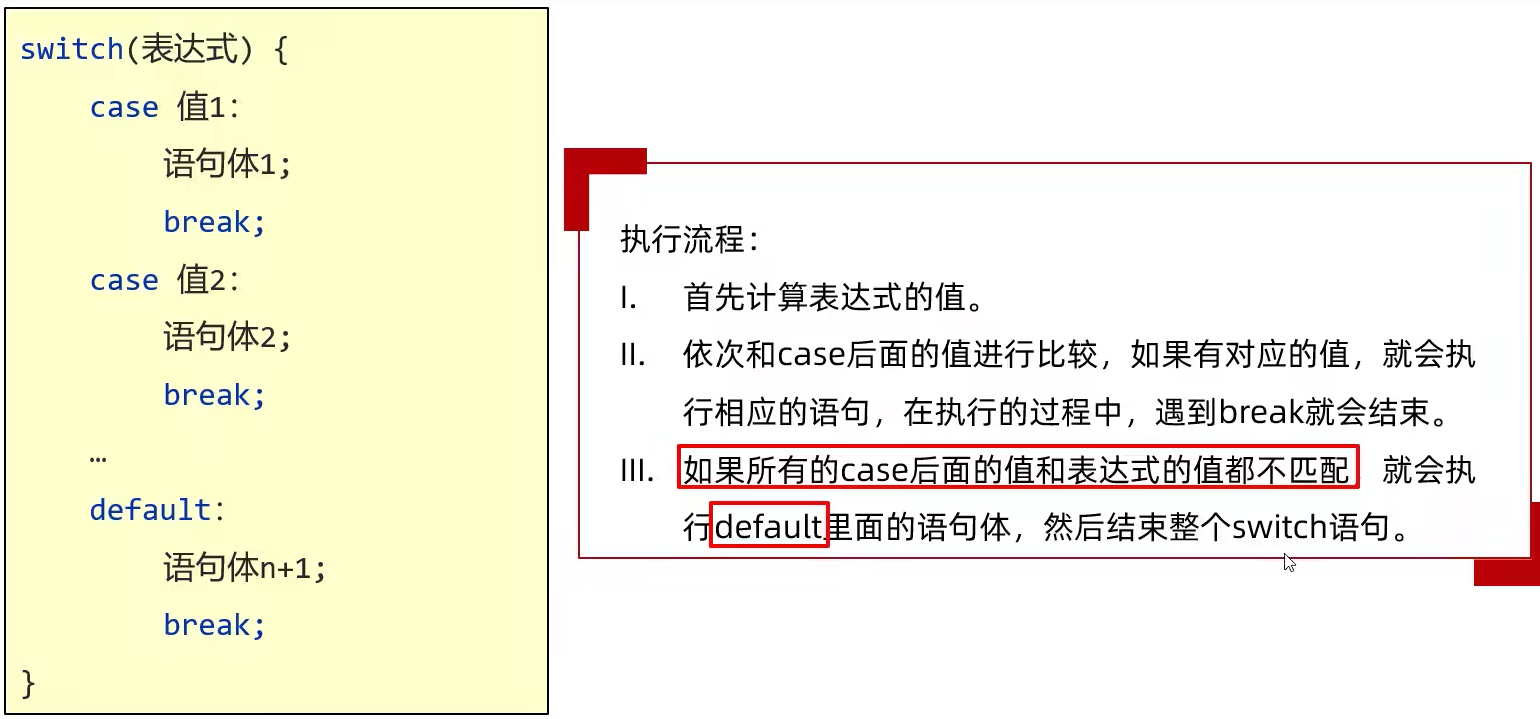 switch(表达式) {
case 值1：
语句体1;
break;
case 值2：
语句体2;
break;
…
default：
语句体n+1;
break;
}
执行流程：
I. 首先计算表达式的值。
II. 依次和case后面的值进行比较，如果有对应的值，就会执
行相应的语句，在执行的过程中，遇到break就会结束。
III. 如果所有的case后面的值和表达式的值都不匹配，就会执
行default里面的语句体，然后结束整个switch语句。